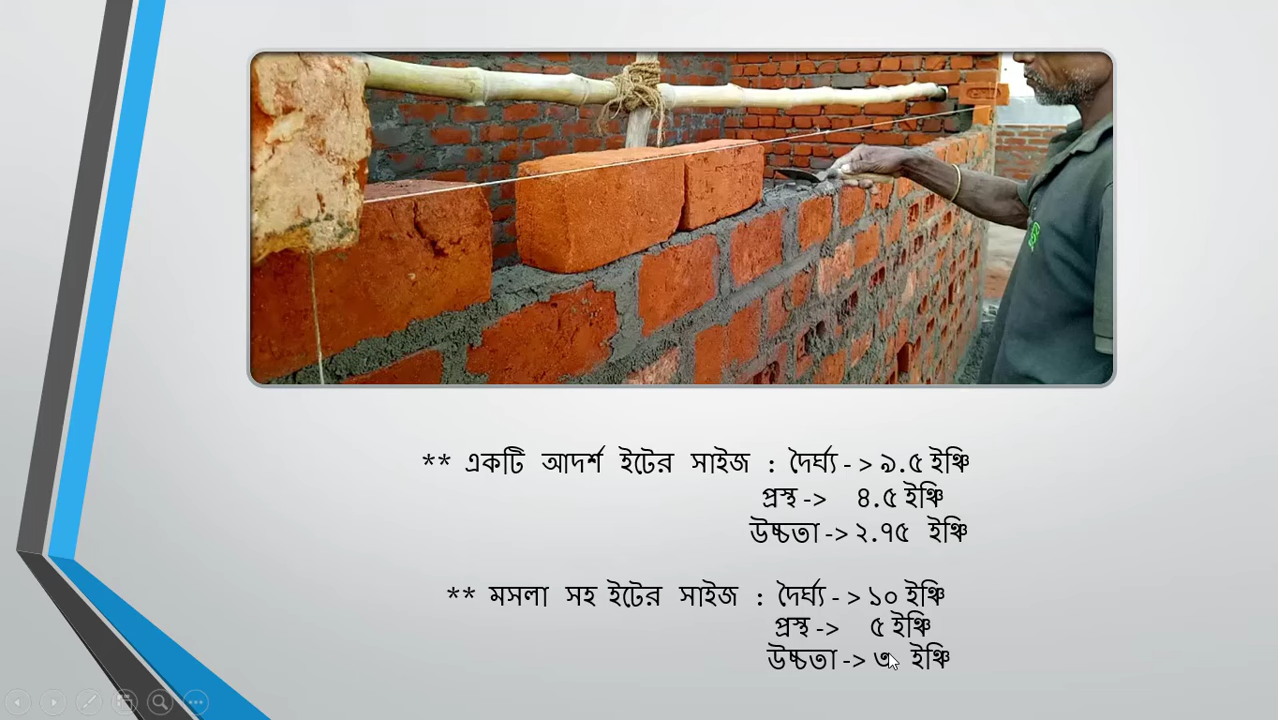 ** একটি আদর্শ ইটের সাইজ : দৈর্ঘ্য - > ৯.৫ ইঞ্চি
প্রস্থ -> ৪.৫ ইঞ্চি
উচ্চতা -> ২.৭৫ ইঞ্চি
** মসলা সহ ইটের সাইজ : দৈর্ঘ্য - > ১০ ইঞ্চি
প্রস্থ -> ৫ ইঞ্চি
উচ্চতা -> ৩ ইঞ্চি